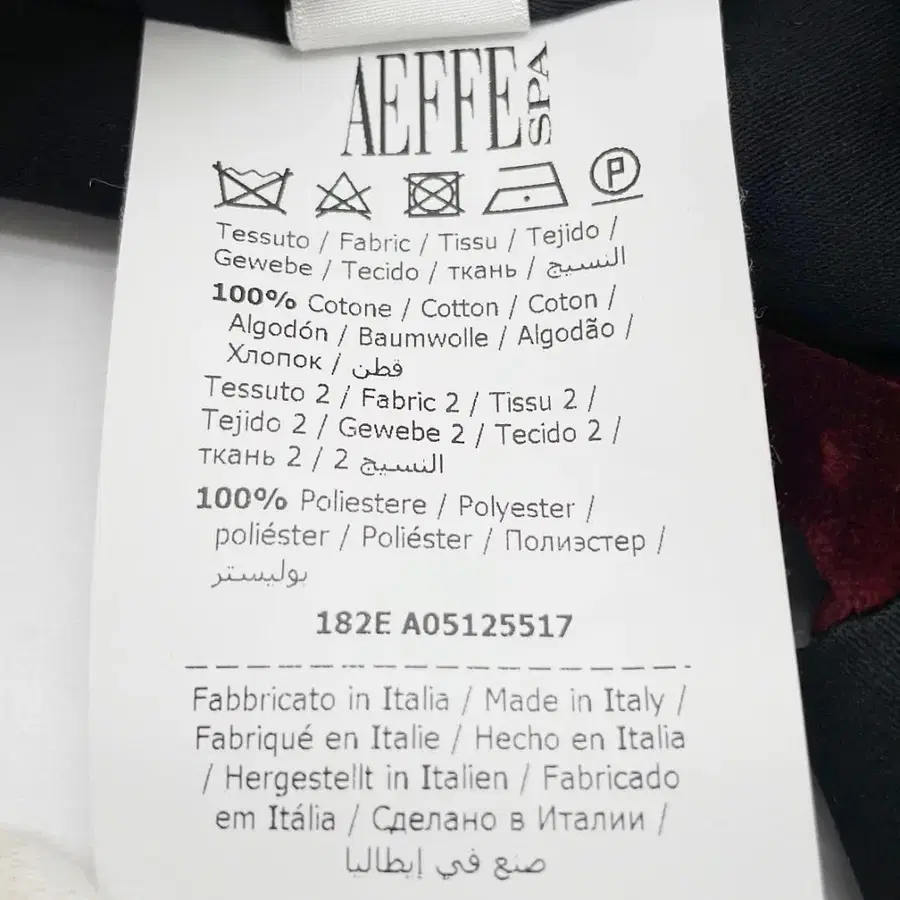 AEFFE SPA
P
Tessuto / Fabric / Tissu / Tejido /
Gewebe / Tecido / ткань / النسيج
100% Cotone / Cotton / Coton /
Algodón / Baumwolle / Algodão /
Хлопок / قطن
Tessuto 2 / Fabric 2 / Tissu 2 /
Tejido 2 / Gewebe 2 / Tecido 2 /
ткань 2 / 2 النسيج
100% Poliestere / Polyester /
poliéster / Poliéster / Полиэстер /
بوليستر
182E A05125517
Fabbricato in Italia / Made in Italy /
Fabriqué en Italie / Hecho en Italia
/ Hergestellt in Italien / Fabricado
em Itália / Сделано в Италии /
صنع في إيطاليا